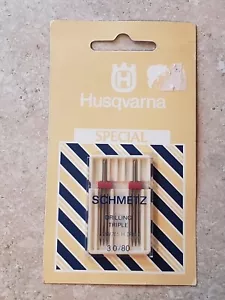 Husqvarna
SPECIAL
SCHMETZ
DRILLING
TRIPLE
3.0/80